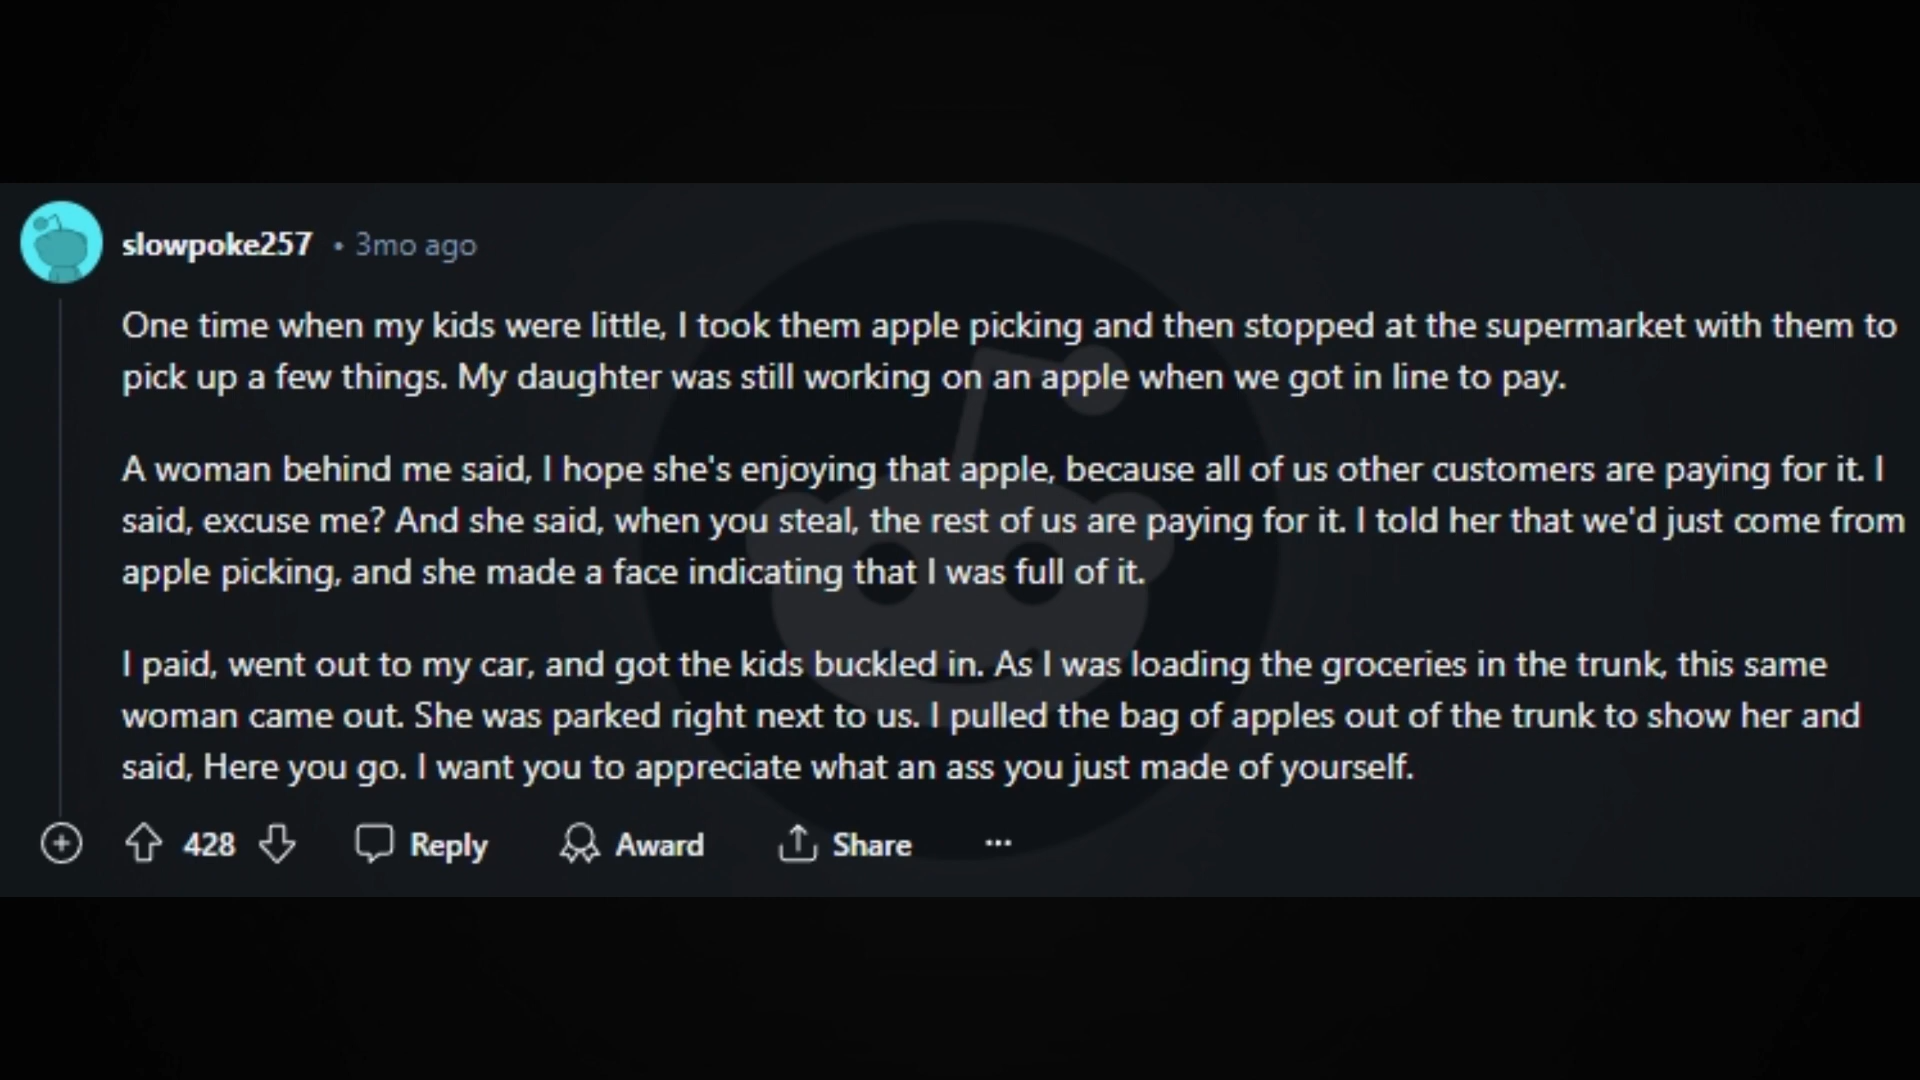 slowpoke257 • 3mo ago
One time when my kids were little, I took them apple picking and then stopped at the supermarket with them to
pick up a few things. My daughter was still working on an apple when we got in line to pay.
A woman behind me said, I hope she's enjoying that apple, because all of us other customers are paying for it. I
said, excuse me? And she said, when you steal, the rest of us are paying for it. I told her that we'd just come from
apple picking, and she made a face indicating that I was full of it.
I paid, went out to my car, and got the kids buckled in. As I was loading the groceries in the trunk, this same
woman came out. She was parked right next to us. I pulled the bag of apples out of the trunk to show her and
said, Here you go. I want you to appreciate what an ass you just made of yourself.
428 Reply Award Share ...